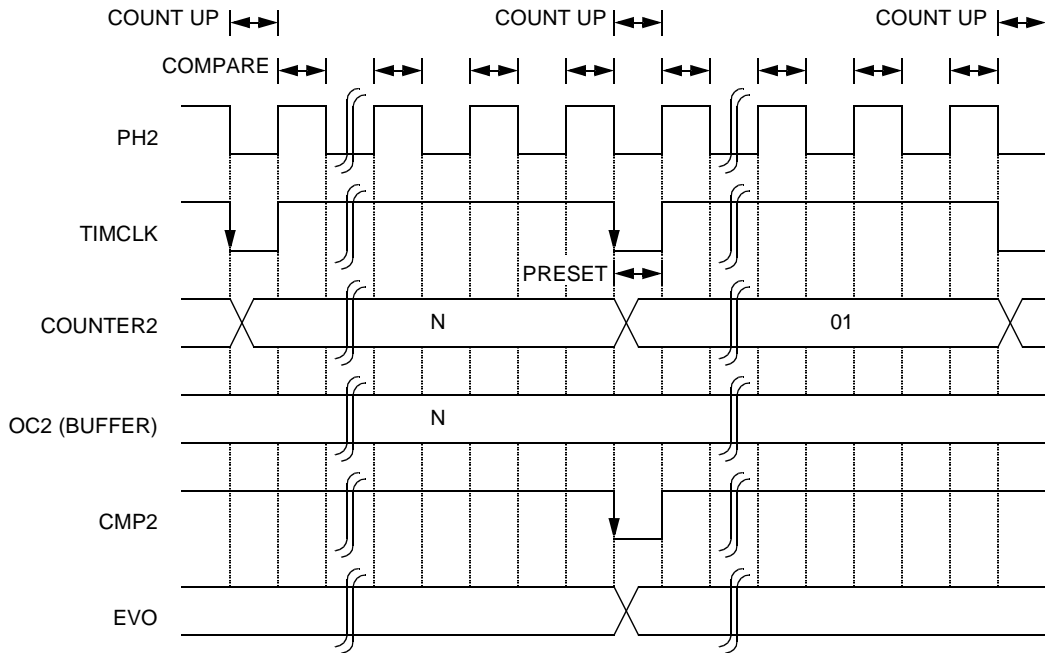 COUNT UP COUNT UP COUNT UP
COMPARE
PH2
TIMCLK
PRESET
COUNTER2 N 01
OC2 (BUFFER) N
CMP2
EVO